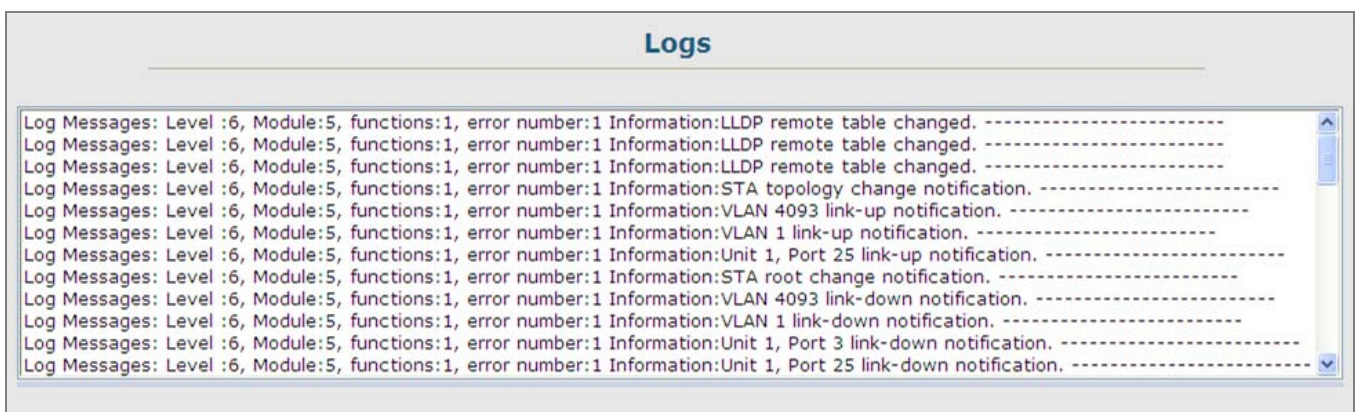 Logs
Log Messages: Level :6, Module:5, functions:1, error number:1 Information:LLDP remote table changed. -------------------------
Log Messages: Level :6, Module:5, functions:1, error number:1 Information:LLDP remote table changed. -------------------------
Log Messages: Level :6, Module:5, functions:1, error number:1 Information:LLDP remote table changed. -------------------------
Log Messages: Level :6, Module:5, functions:1, error number:1 Information:STA topology change notification. -------------------------
Log Messages: Level :6, Module:5, functions:1, error number:1 Information:VLAN 4093 link-up notification. -------------------------
Log Messages: Level :6, Module:5, functions:1, error number:1 Information:VLAN 1 link-up notification. -------------------------
Log Messages: Level :6, Module:5, functions:1, error number:1 Information:Unit 1, Port 25 link-up notification. -------------------------
Log Messages: Level :6, Module:5, functions:1, error number:1 Information:STA root change notification. -------------------------
Log Messages: Level :6, Module:5, functions:1, error number:1 Information:VLAN 4093 link-down notification. -------------------------
Log Messages: Level :6, Module:5, functions:1, error number:1 Information:VLAN 1 link-down notification. -------------------------
Log Messages: Level :6, Module:5, functions:1, error number:1 Information:Unit 1, Port 3 link-down notification. -------------------------
Log Messages: Level :6, Module:5, functions:1, error number:1 Information:Unit 1, Port 25 link-down notification. -------------------------